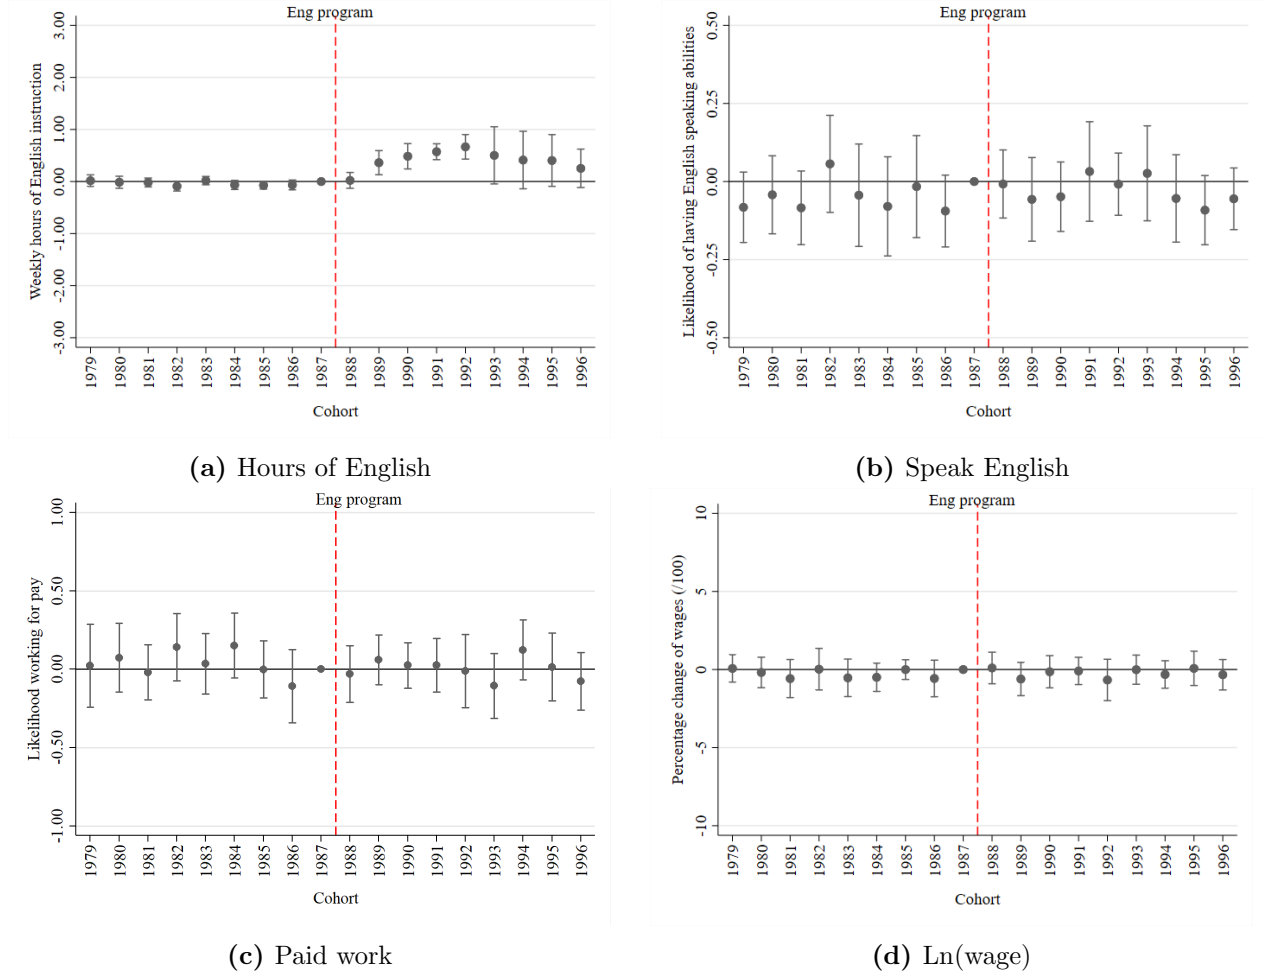 Eng program
Weekly hours of English instruction
3.00
2.00
1.00
0.00
-1.00
-2.00
-3.00
1979 1980 1981 1982 1983 1984 1985 1986 1987 1988 1989 1990 1991 1992 1993 1994 1995 1996
Cohort
(a) Hours of English
Eng program
Likelihood of having English speaking abilities
0.50
0.25
0.00
-0.25
-0.50
1979 1980 1981 1982 1983 1984 1985 1986 1987 1988 1989 1990 1991 1992 1993 1994 1995 1996
Cohort
(b) Speak English
Eng program
Likelihood working for pay
1.00
0.50
0.00
-0.50
-1.00
1979 1980 1981 1982 1983 1984 1985 1986 1987 1988 1989 1990 1991 1992 1993 1994 1995 1996
Cohort
(c) Paid work
Eng program
Percentage change of wages (/100)
10
5
0
-5
-10
1979 1980 1981 1982 1983 1984 1985 1986 1987 1988 1989 1990 1991 1992 1993 1994 1995 1996
Cohort
(d) Ln(wage)